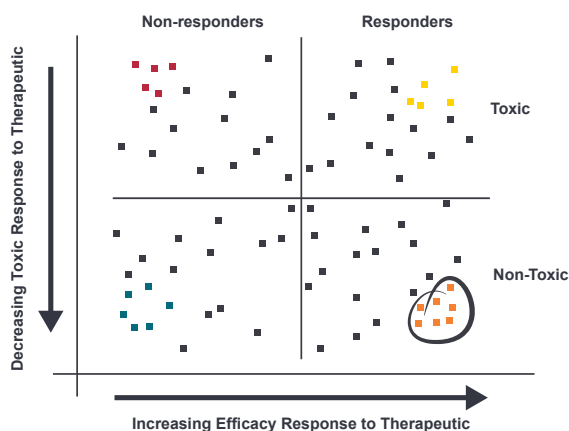 Non-responders
Responders
Toxic
Non-Toxic
Decreasing Toxic Response to Therapeutic
Increasing Efficacy Response to Therapeutic